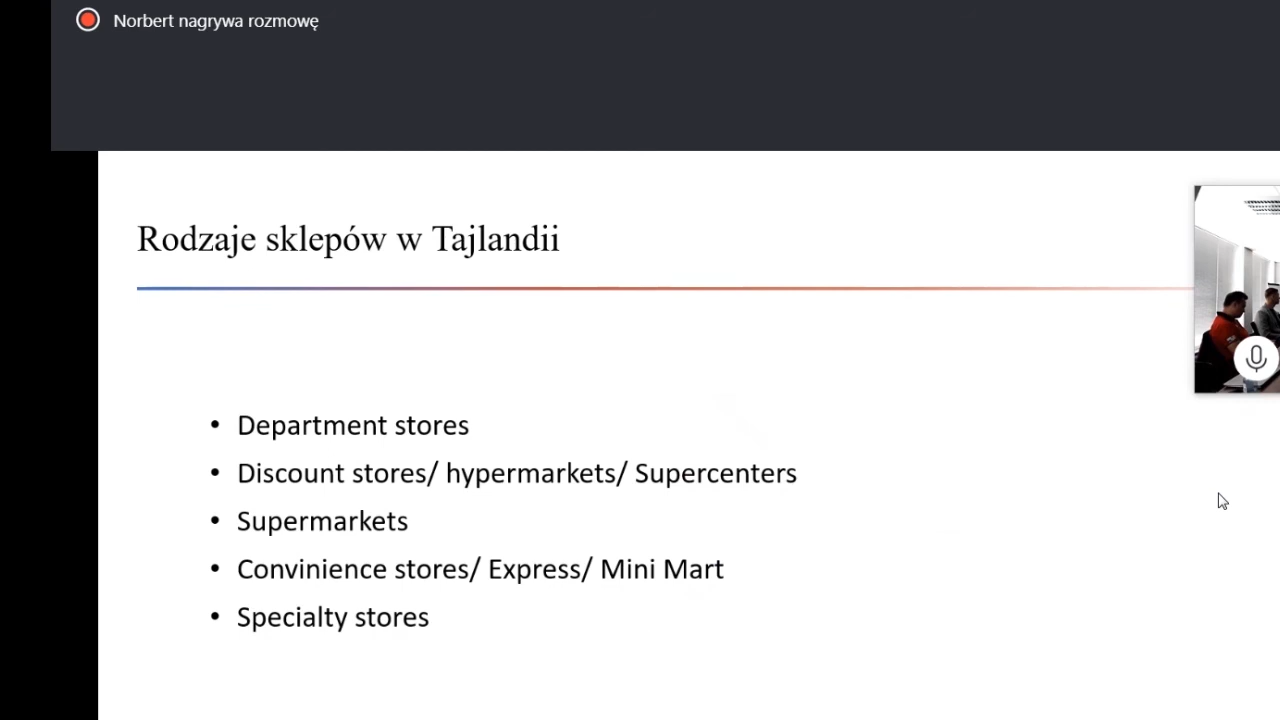 Norbert nagrywa rozmowę
Rodzaje sklepów w Tajlandii
• Department stores
• Discount stores/ hypermarkets/ Supercenters
• Supermarkets
• Convinience stores/ Express/ Mini Mart
• Specialty stores